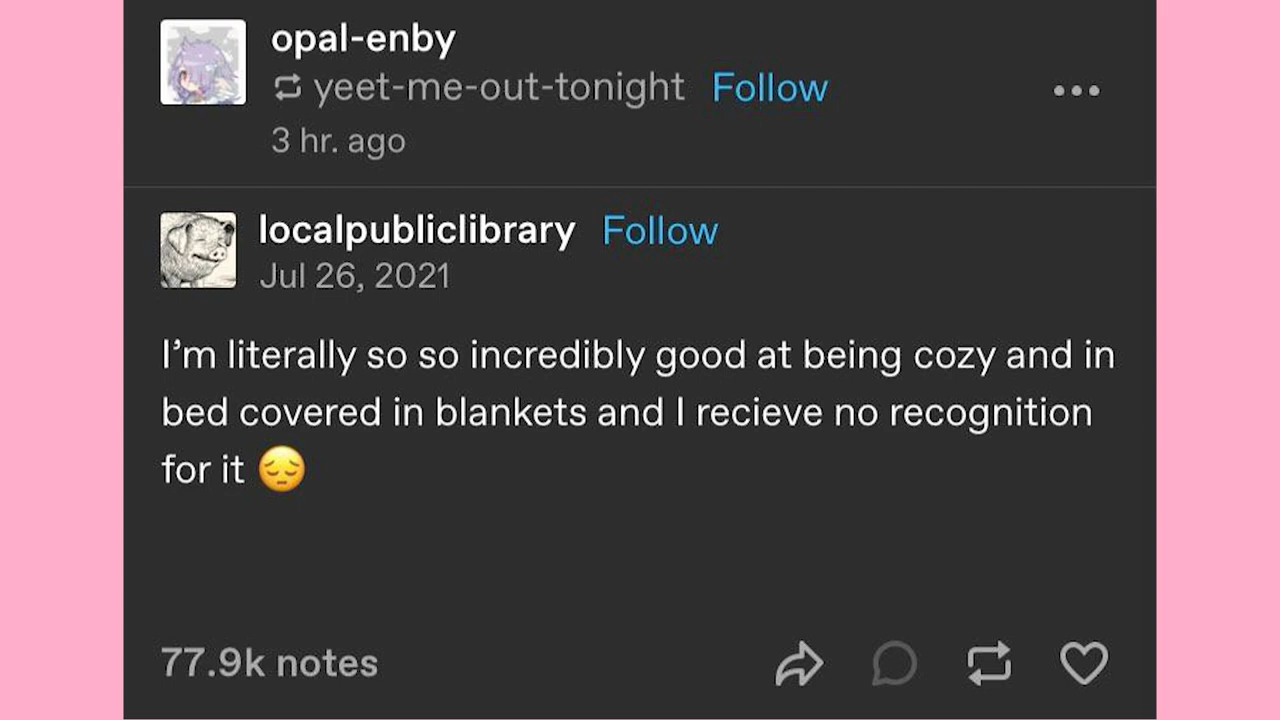 opal-enby
yeet-me-out-tonight Follow
3 hr. ago
localpubliclibrary Follow
Jul 26, 2021
I’m literally so so incredibly good at being cozy and in
bed covered in blankets and I recieve no recognition
for it 😔
77.9k notes